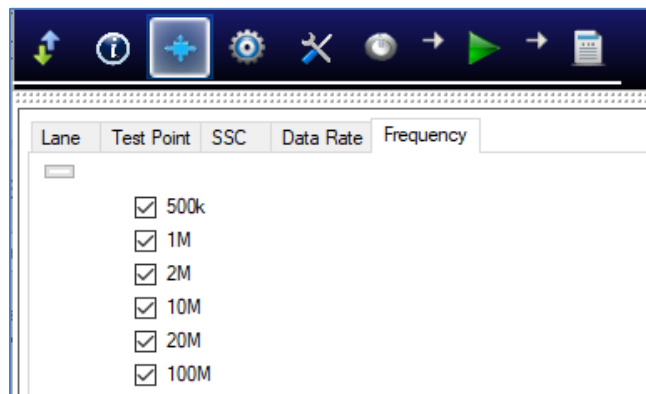 Lane Test Point SSC Data Rate Frequency
500k
1M
2M
10M
20M
100M